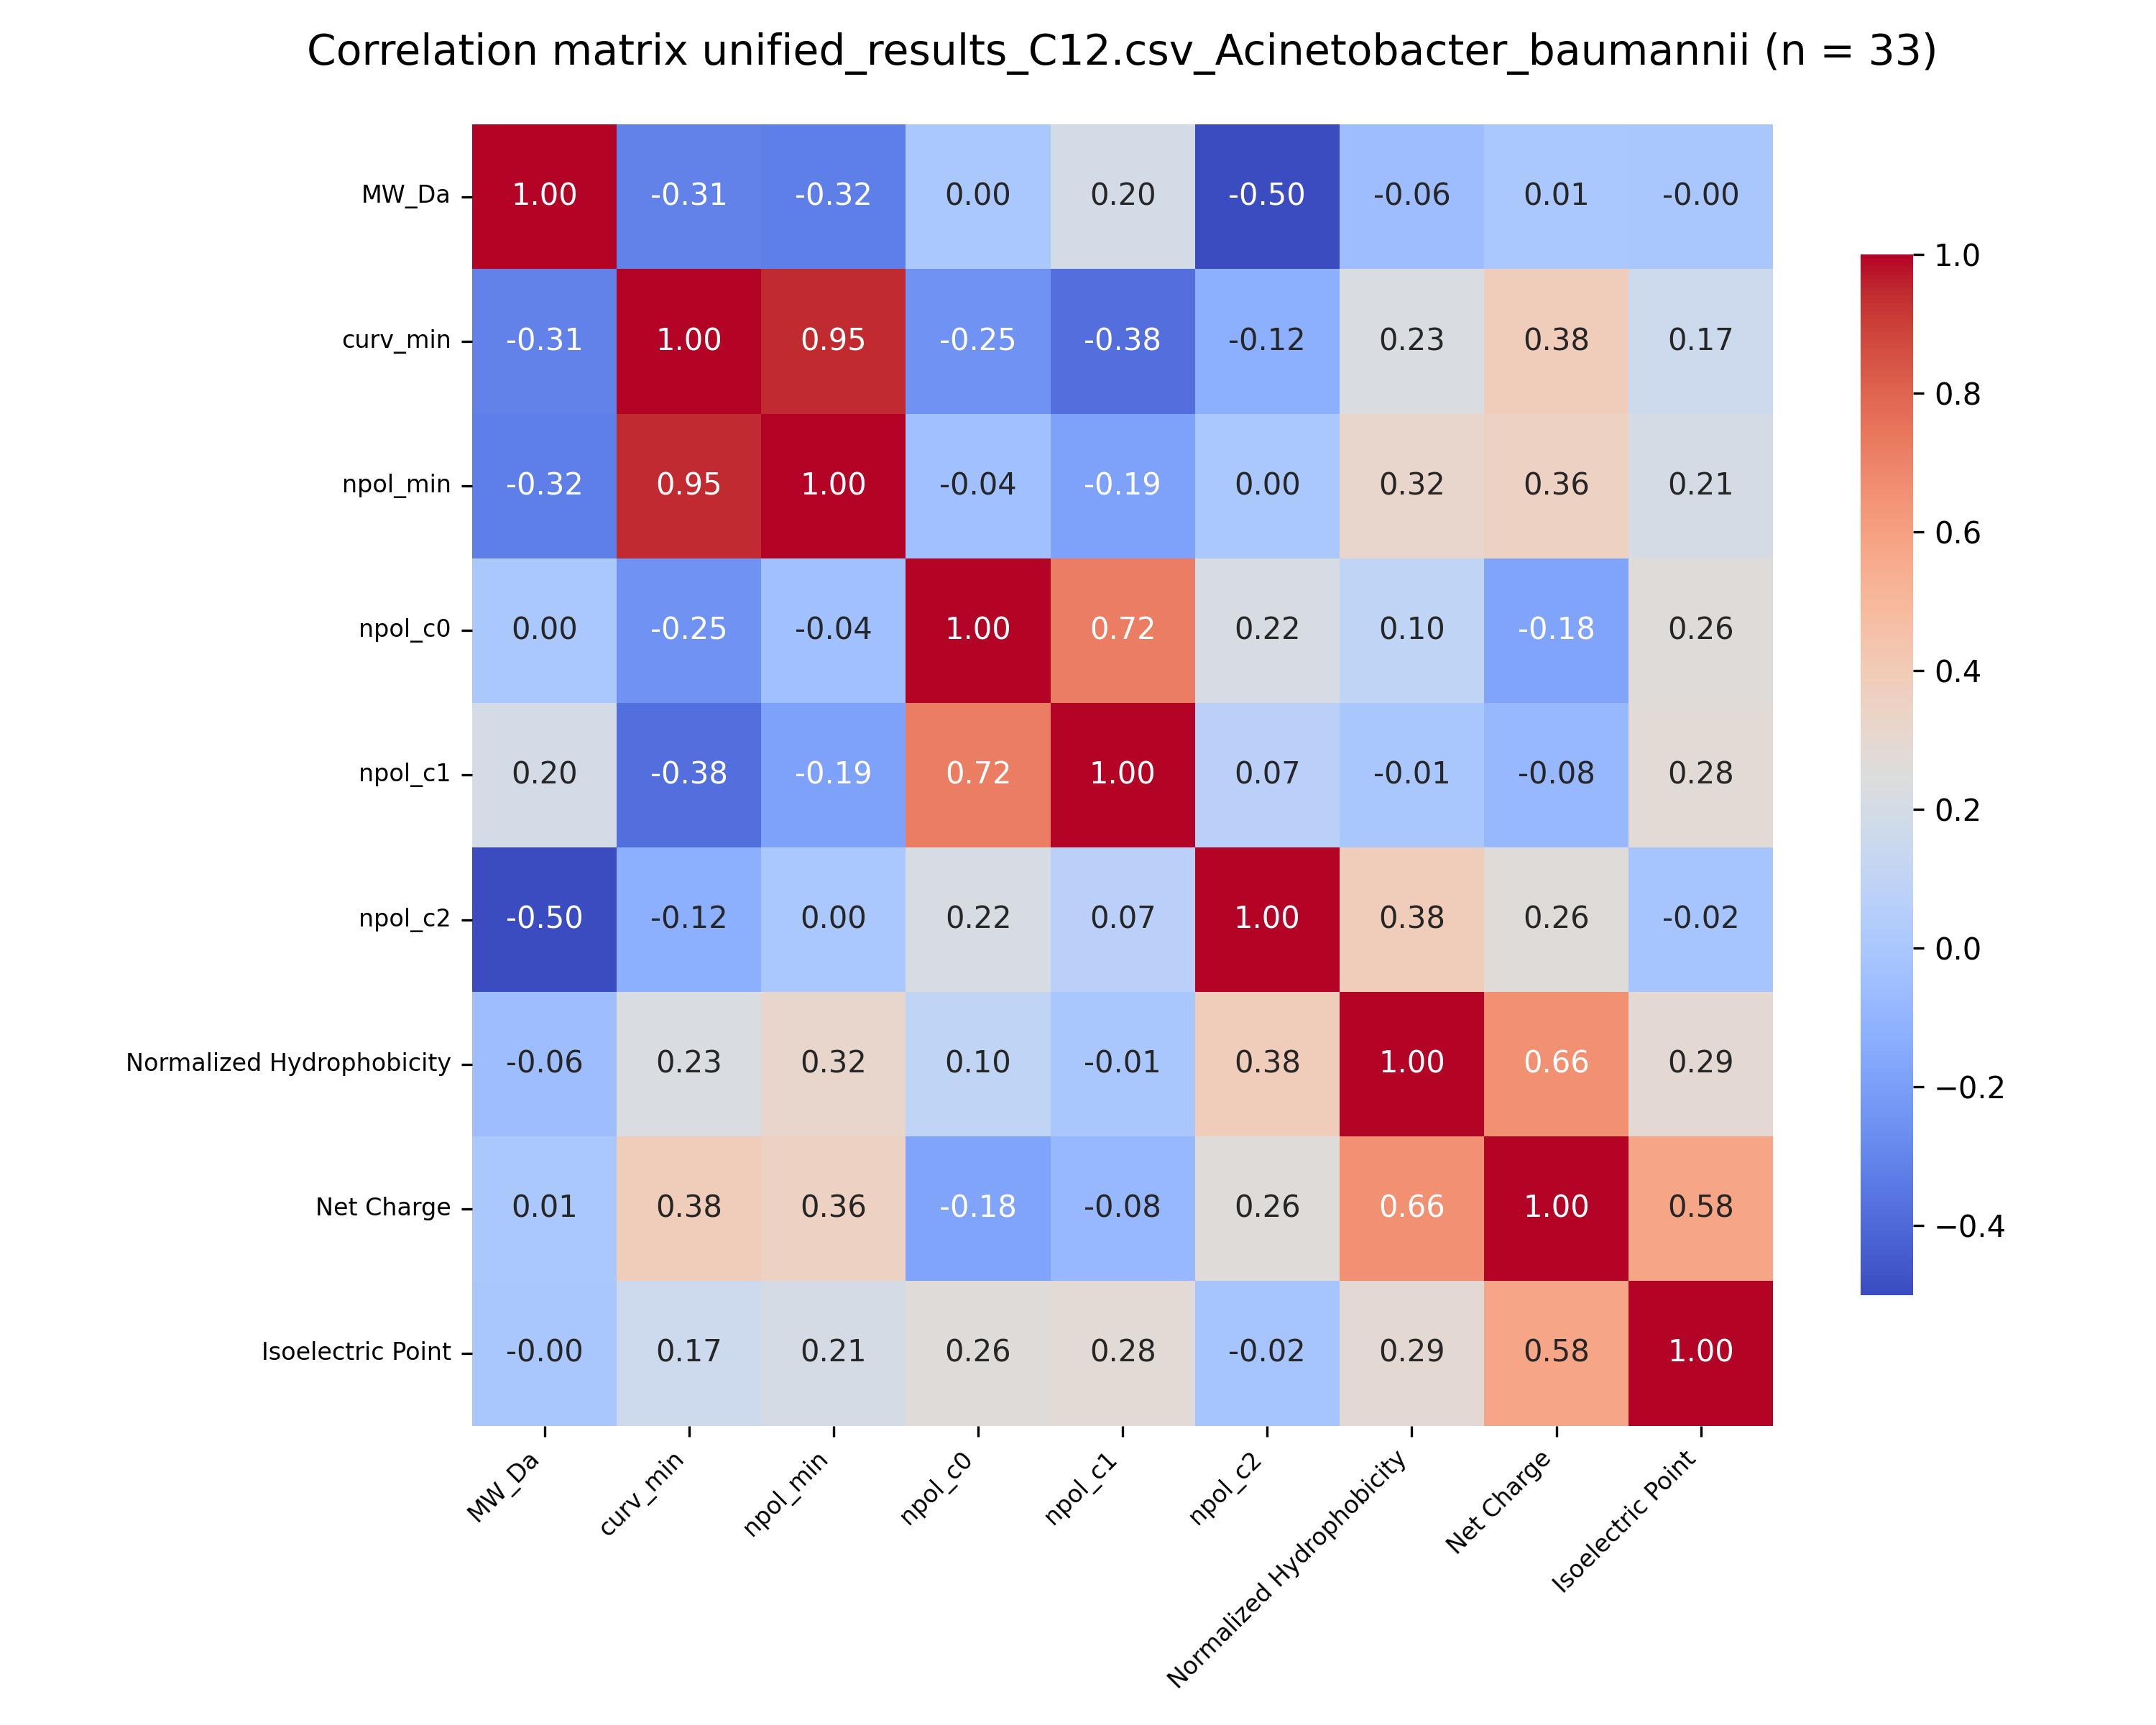 Correlation matrix unified_results_C12.csv_Acinetobacter_baumannii (n = 33)
MW_Da 1.00 -0.31 -0.32 0.00 0.20 -0.50 -0.06 0.01 -0.00
curv_min -0.31 1.00 0.95 -0.25 -0.38 -0.12 0.23 0.38 0.17
npol_min -0.32 0.95 1.00 -0.04 -0.19 0.00 0.32 0.36 0.21
npol_c0 0.00 -0.25 -0.04 1.00 0.72 0.22 0.10 -0.18 0.26
npol_c1 0.20 -0.38 -0.19 0.72 1.00 0.07 -0.01 -0.08 0.28
npol_c2 -0.50 -0.12 0.00 0.22 0.07 1.00 0.38 0.26 -0.02
Normalized Hydrophobicity -0.06 0.23 0.32 0.10 -0.01 0.38 1.00 0.66 0.29
Net Charge 0.01 0.38 0.36 -0.18 -0.08 0.26 0.66 1.00 0.58
Isoelectric Point -0.00 0.17 0.21 0.26 0.28 -0.02 0.29 0.58 1.00
MW_Da
curv_min
npol_min
npol_c0
npol_c1
npol_c2
Normalized Hydrophobicity
Net Charge
Isoelectric Point
1.0
0.8
0.6
0.4
0.2
0.0
−0.2
−0.4